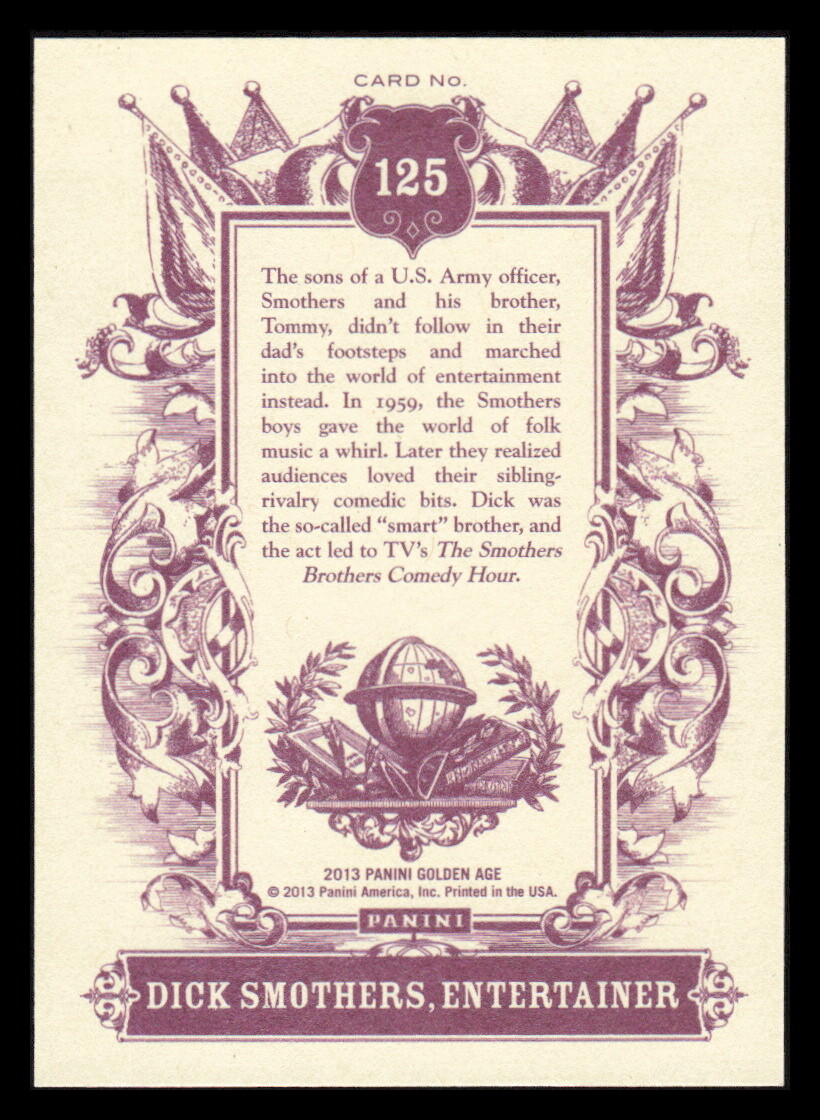 CARD No.
125
The sons of a U.S. Army officer,
Smothers and his brother,
Tommy, didn't follow in their
dad's footsteps and marched
into the world of entertainment
instead. In 1959, the Smothers
boys gave the world of folk
music a whirl. Later they realized
audiences loved their sibling-
rivalry comedic bits. Dick was
the so-called “smart” brother, and
the act led to TV's The Smothers
Brothers Comedy Hour.
2013 PANINI GOLDEN AGE
© 2013 Panini America, Inc. Printed in the USA.
PANINI
DICK SMOTHERS, ENTERTAINER